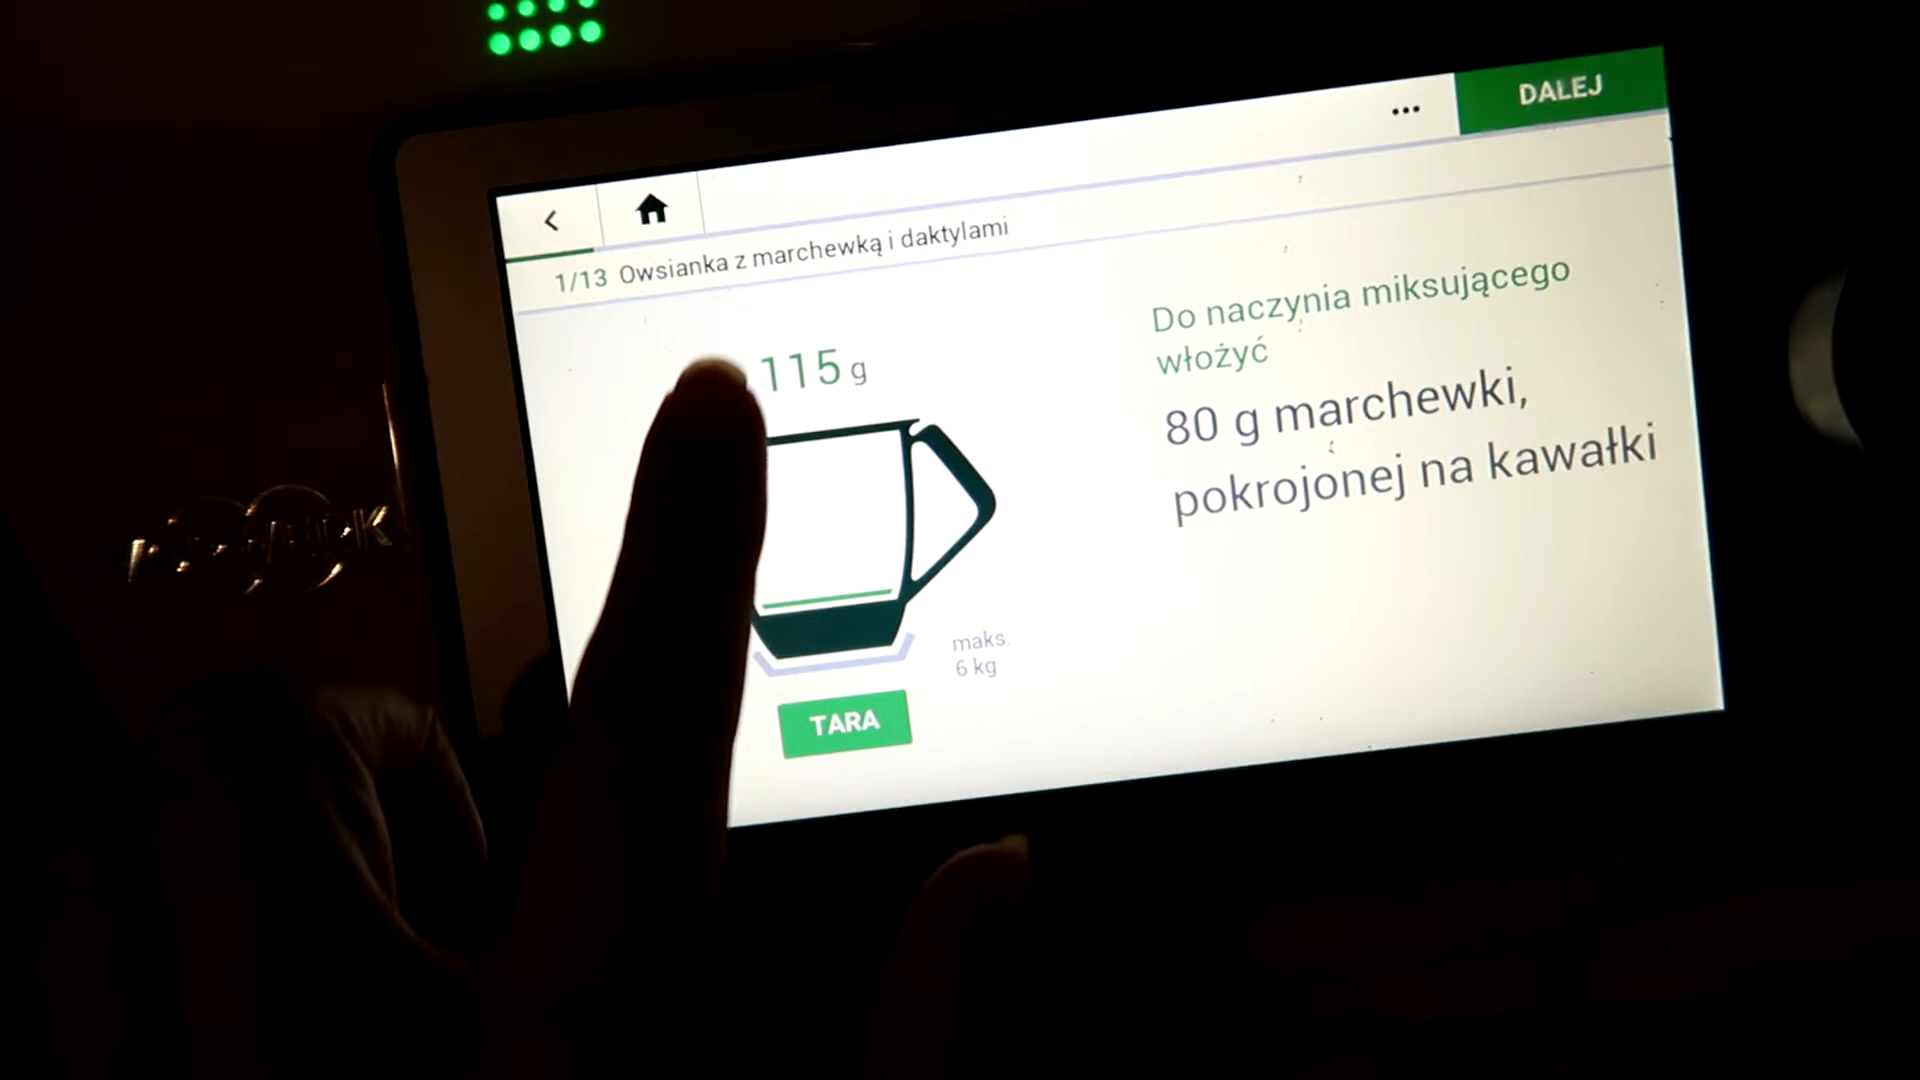 DALEJ
1/13 Owsianka z marchewką i daktylami
115 g
Do naczynia miksującego
włożyć
80 g marchewki,
pokrojonej na kawałki
maks.
6 kg
TARA